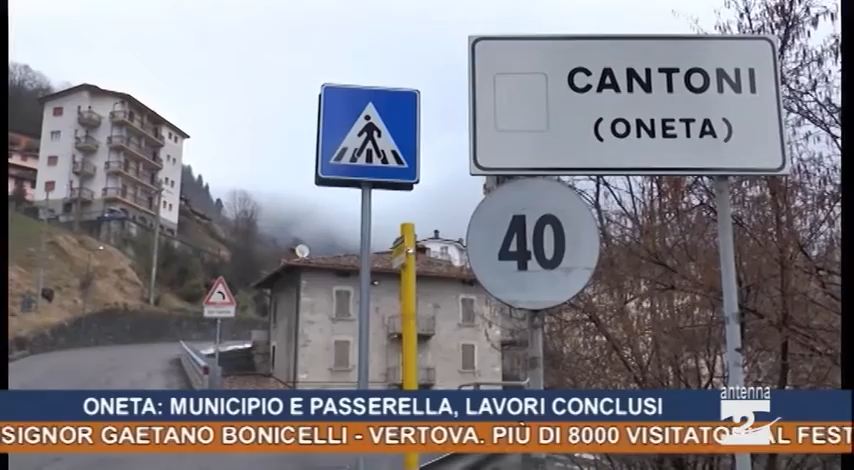 CANTONI
(ONETA)
40
ONETA: MUNICIPIO E PASSERELLA, LAVORI CONCLUSI
antenna
2
SIGNOR GAETANO BONICELLI - VERTOVA. PIÙ DI 8000 VISITATO AL FEST